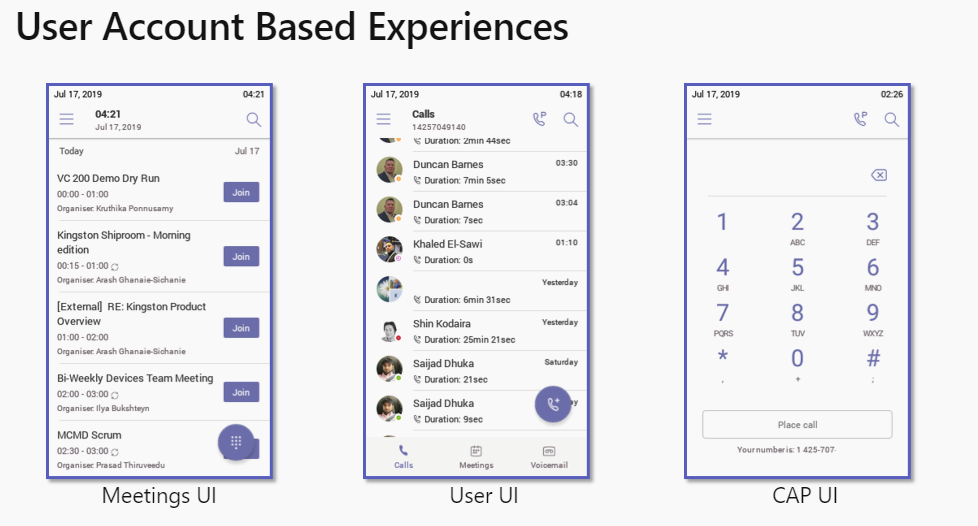 User Account Based Experiences
Jul 17, 2019 04:21
04:21
Jul 17, 2019
Today Jul 17
VC 200 Demo Dry Run
00:00 - 01:00
Join
Organiser: Kruthika Ponnusamy
Kingston Shiproom - Morning
edition
00:15 - 01:00
Join
Organiser: Arash Ghanaie-Sichanie
[External] RE: Kingston Product
Overview
01:00 - 02:00
Join
Organiser: Arash Ghanaie-Sichanie
Bi-Weekly Devices Team Meeting
02:00 - 03:00
Join
Organiser: Ilya Bukshteyn
MCMD Scrum
02:30 - 03:00
Organiser: Prasad Thiruveedu
Meetings UI
Jul 17, 2019 04:18
Calls
14257049140
P
Duration: 2min 44sec
Duncan Barnes 03:30
Duration: 7min 5sec
Duncan Barnes 03:04
Duration: 7sec
Khaled El-Sawi 01:10
Duration: 0s
Yesterday
Duration: 6min 31sec
Shin Kodaira Yesterday
Duration: 25min 21sec
Saijad Dhuka Saturday
Duration: 21sec
Saijad Dhuka
Duration: 9sec
Calls Meetings Voicemail
User UI
Jul 17, 2019 02:26
P
1 2 3
ABC DEF
4 5 6
GHI JKL MNO
7 8 9
PQRS TUV WXYZ
* 0 #
, + ;
Place call
Your number is: 1 425-707-
CAP UI